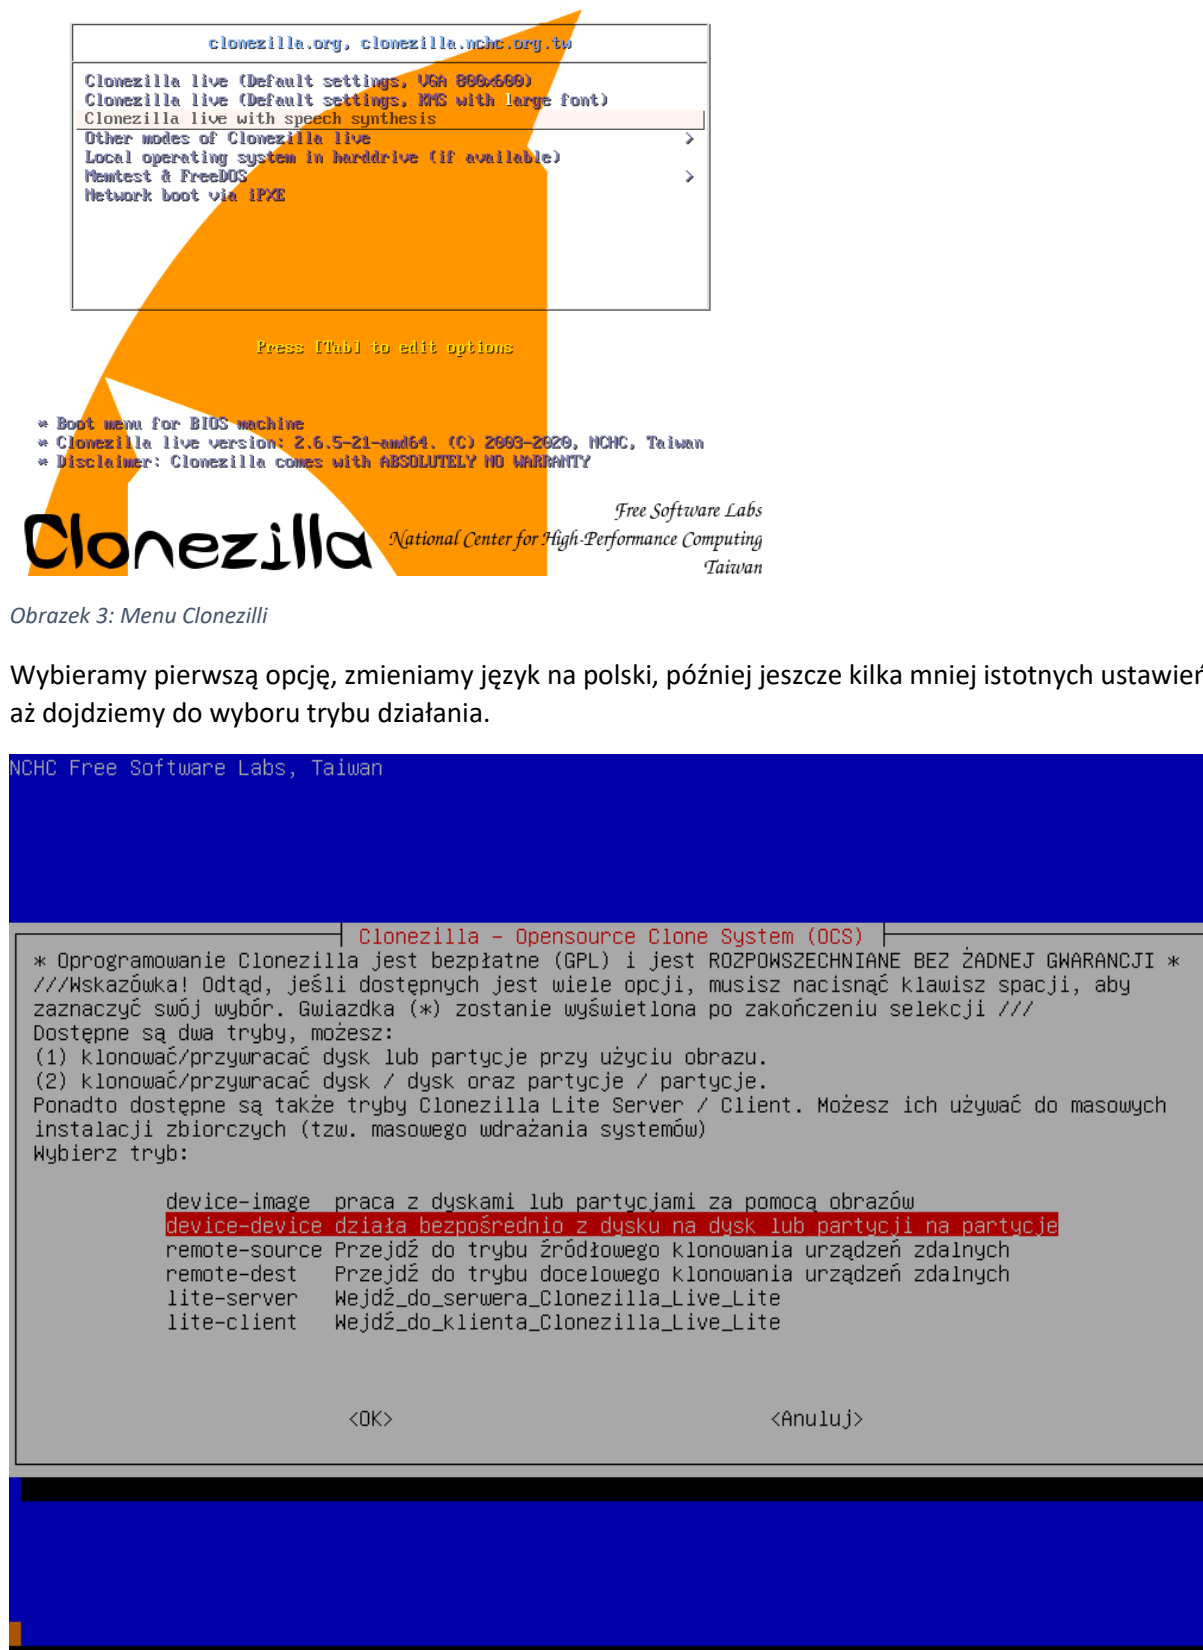 clonezilla.org, clonezilla.nchc.org.tw
Clonezilla live (Default settings, VGA 800x600)
Clonezilla live (Default settings, KMS with large font)
Clonezilla live with speech synthesis
Other modes of Clonezilla live >
Local operating system in harddrive (if available)
Memtest & FreeDOS >
Network boot via iPXE
Press [Tab] to edit options
* Boot menu for BIOS machine
* Clonezilla live version: 2.6.5-21-amd64. (C) 2003-2020, NCHC, Taiwan
* Disclaimer: Clonezilla comes with ABSOLUTELY NO WARRANTY
Free Software Labs
Clonezilla National Center for High-Performance Computing
Taiwan
Obrazek 3: Menu Clonezilli
Wybieramy pierwszą opcję, zmieniamy język na polski, później jeszcze kilka mniej istotnych ustawień
aż dojdziemy do wyboru trybu działania.
NCHC Free Software Labs, Taiwan
Clonezilla - Opensource Clone System (OCS)
* Oprogramowanie Clonezilla jest bezpłatne (GPL) i jest ROZPOWSZECHNIANE BEZ ŻADNEJ GWARANCJI *
///Wskazówka! Odtąd, jeśli dostępnych jest wiele opcji, musisz nacisnąć klawisz spacji, aby
zaznaczyć swój wybór. Gwiazdka (*) zostanie wyświetlona po zakończeniu selekcji ///
Dostępne są dwa tryby, możesz:
(1) klonować/przywracać dysk lub partycje przy użyciu obrazu.
(2) klonować/przywracać dysk / dysk oraz partycje / partycje.
Ponadto dostępne są także tryby Clonezilla Lite Server / Client. Możesz ich używać do masowych
instalacji zbiorczych (tzw. masowego wdrażania systemów)
Wybierz tryb:
device-image praca z dyskami lub partycjami za pomocą obrazów
device-device działa bezpośrednio z dysku na dysk lub partycji na partycje
remote-source Przejdź do trybu źródłowego klonowania urządzeń zdalnych
remote-dest Przejdź do trybu docelowego klonowania urządzeń zdalnych
lite-server Wejdź_do_serwera_Clonezilla_Live_Lite
lite-client Wejdź_do_klienta_Clonezilla_Live_Lite
<OK> <Anuluj>